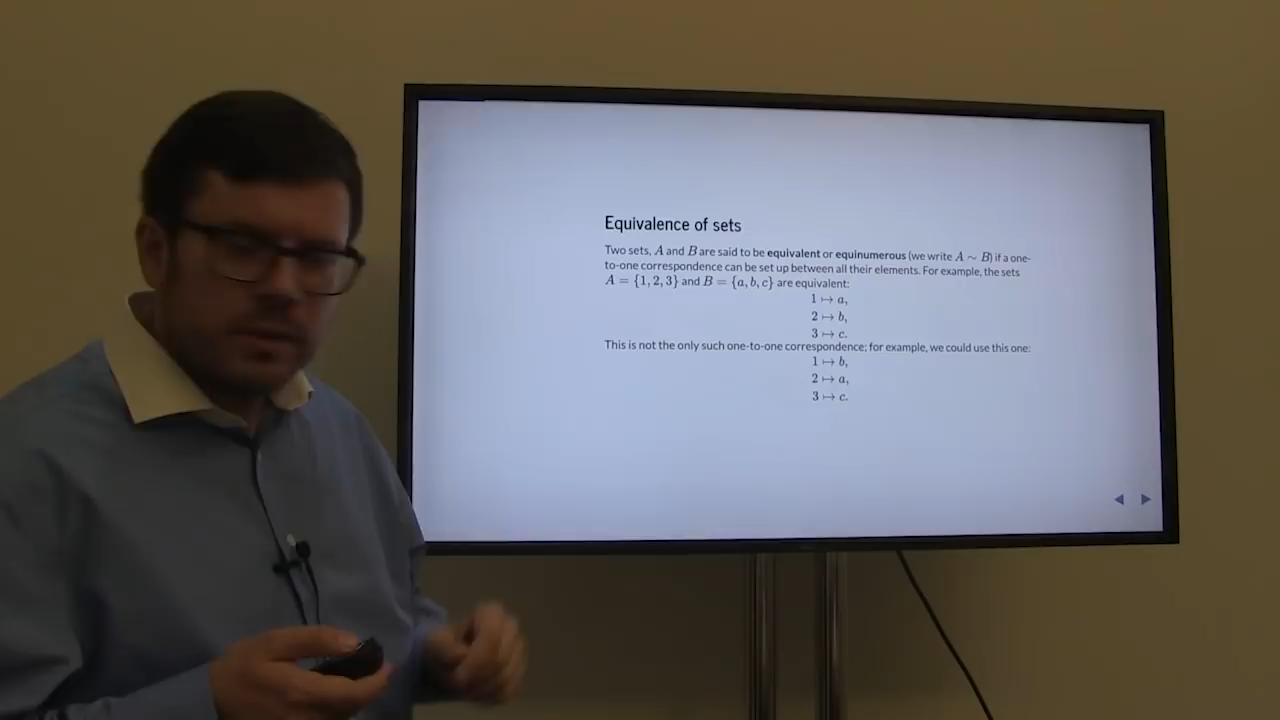 Equivalence of sets
Two sets, A and B are said to be equivalent or equinumerous (we write A ∼ B) if a one-
to-one correspondence can be set up between all their elements. For example, the sets
A = {1, 2, 3} and B = {a, b, c} are equivalent:
1 ↦ a,
2 ↦ b,
3 ↦ c.
This is not the only such one-to-one correspondence; for example, we could use this one:
1 ↦ b,
2 ↦ a,
3 ↦ c.